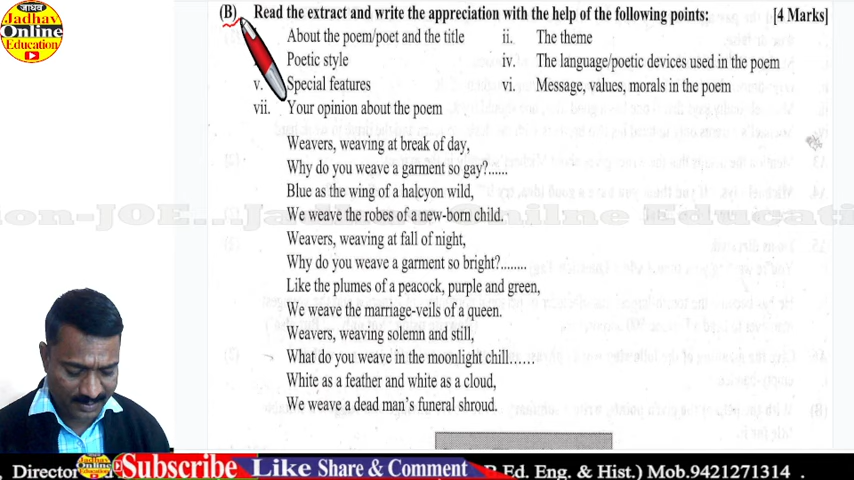 जाधव
Jadhav
Online
Education
(B) Read the extract and write the appreciation with the help of the following points: [4 Marks]
About the poem/poet and the title ii. The theme
Poetic style iv. The language/poetic devices used in the poem
v. Special features vi. Message, values, morals in the poem
vii. Your opinion about the poem
Weavers, weaving at break of day,
Why do you weave a garment so gay?......
Blue as the wing of a halcyon wild,
We weave the robes of a new-born child.
Weavers, weaving at fall of night,
Why do you weave a garment so bright?........
Like the plumes of a peacock, purple and green,
We weave the marriage-veils of a queen.
Weavers, weaving solemn and still,
What do you weave in the moonlight chill......
White as a feather and white as a cloud,
We weave a dead man's funeral shroud.
Director
Jadhav
Online
Education
Subscribe Like Share & Comment Ed. Eng. & Hist.) Mob.9421271314 .